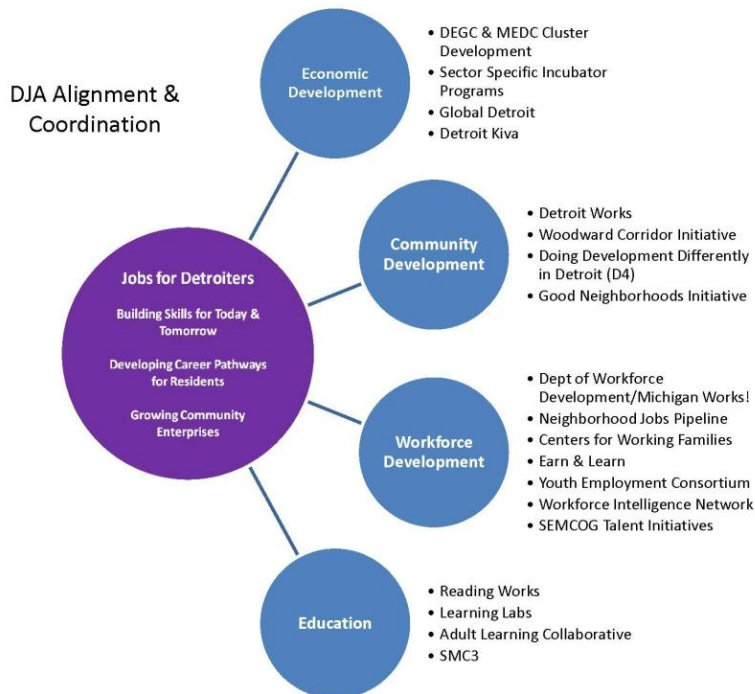 DJA Alignment &
Coordination
Economic
Development
• DEGC & MEDC Cluster
Development
• Sector Specific Incubator
Programs
• Global Detroit
• Detroit Kiva
Community
Development
• Detroit Works
• Woodward Corridor Initiative
• Doing Development Differently
in Detroit (D4)
• Good Neighborhoods Initiative
Jobs for Detroiters
Building Skills for Today &
Tomorrow
Developing Career Pathways
for Residents
Growing Community
Enterprises
Workforce
Development
• Dept of Workforce
Development/Michigan Works!
• Neighborhood Jobs Pipeline
• Centers for Working Families
• Earn & Learn
• Youth Employment Consortium
• Workforce Intelligence Network
• SEMCOG Talent Initiatives
Education
• Reading Works
• Learning Labs
• Adult Learning Collaborative
• SMC3